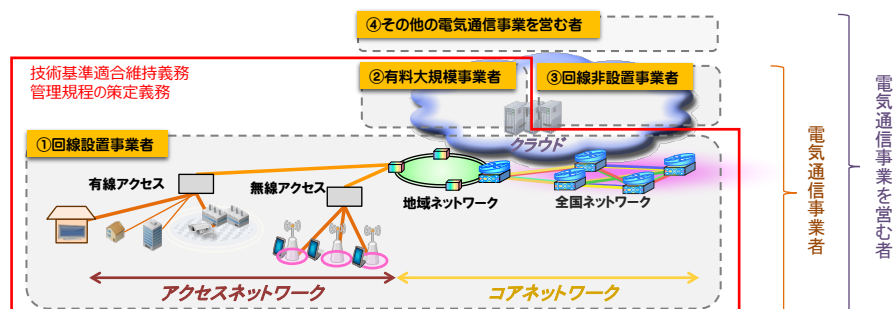 ④その他の電気通信事業を営む者
技術基準適合維持義務
管理規程の策定義務
②有料大規模事業者
③回線非設置事業者
クラウド
①回線設置事業者
有線アクセス
無線アクセス
地域ネットワーク
全国ネットワーク
アクセスネットワーク
コアネットワーク
電気通信事業者
電気通信事業を営む者